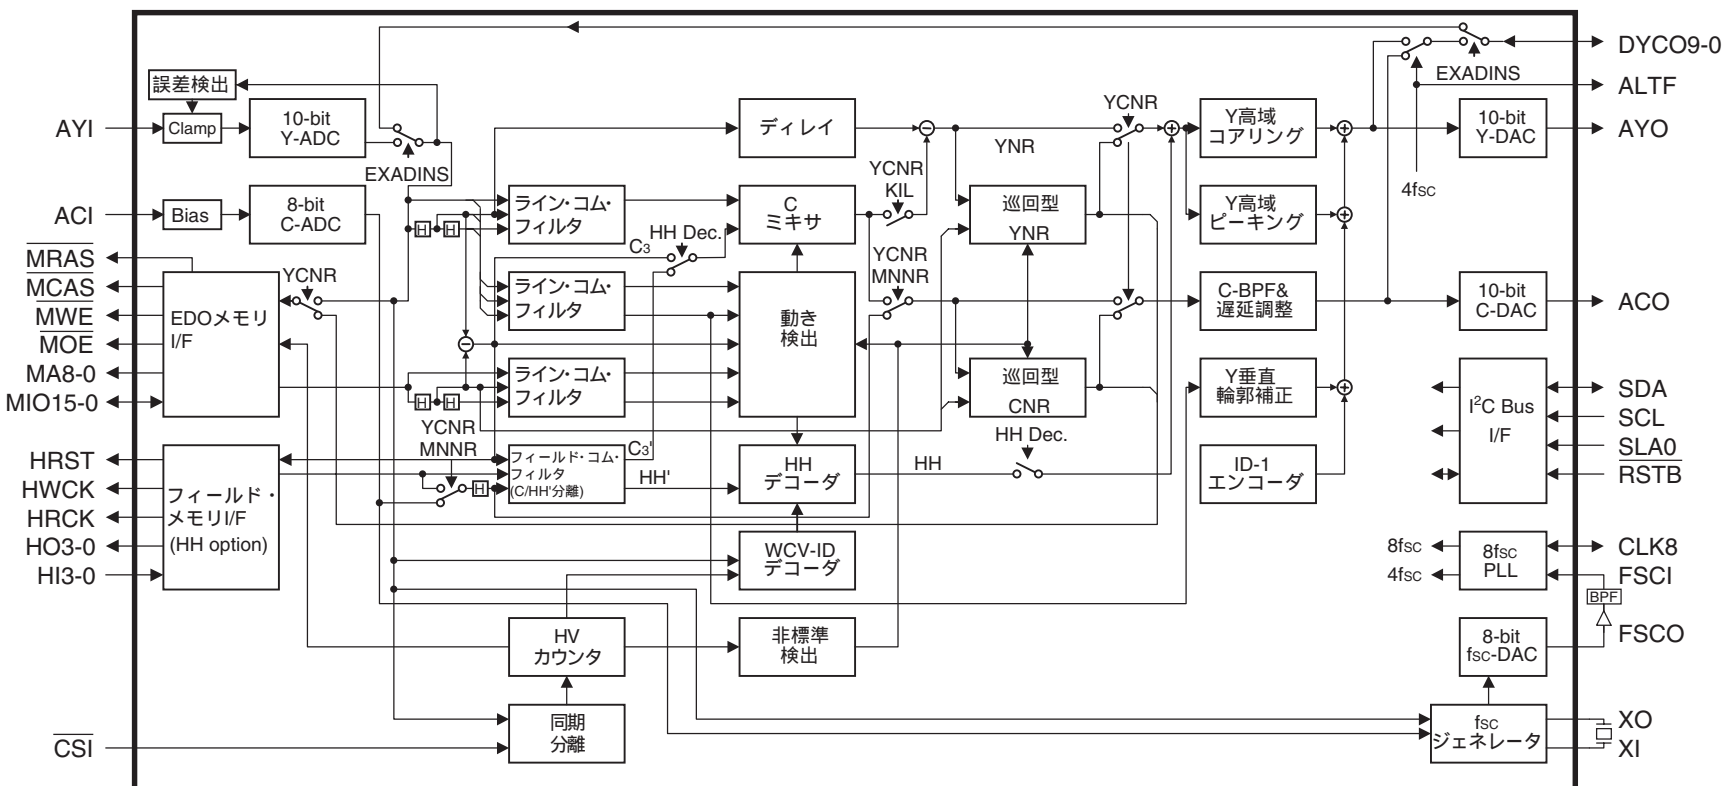 誤差検出
AYI
Clamp
10-bit
Y-ADC
EXADINS
ACI
Bias
8-bit
C-ADC
MRAS
MCAS
MWE
MOE
MA8-0
MIO15-0
YCNR
EDOメモリ
I/F
HRST
HWCK
HRCK
HO3-0
HI3-0
フィールド・
メモリI/F
(HH option)
CSI
H
H
H
H
YCNR
MNNR
H
ライン・コム・
フィルタ
ライン・コム・
フィルタ
ライン・コム・
フィルタ
フィールド・コム・
フィルタ
(C/HH'分離)
C3
HH Dec.
C3'
HH'
HV
カウンタ
同期
分離
ディレイ
C
ミキサ
動き
検出
HH
デコーダ
WCV-ID
デコーダ
非標準
検出
YCNR
KIL
YCNR
MNNR
YNR
巡回型
YNR
巡回型
CNR
HH Dec.
HH
YCNR
Y高域
コアリング
Y高域
ピーキング
C-BPF&
遅延調整
Y垂直
輪郭補正
ID-1
エンコーダ
EXADINS
4fSC
10-bit
Y-DAC
10-bit
C-DAC
I2C Bus
I/F
8fSC
4fSC
8fSC
PLL
8-bit
fSC-DAC
fSC
ジェネレータ
BPF
DYCO9-0
ALTF
AYO
ACO
SDA
SCL
SLA0
RSTB
CLK8
FSCI
FSCO
XO
XI